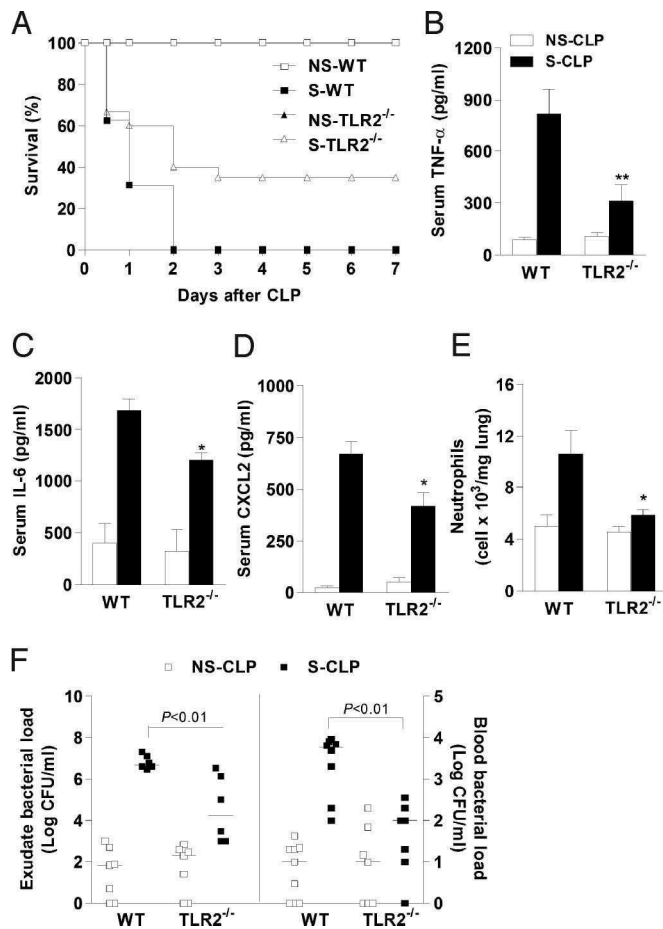 A
100
80
60
40
20
0
Survival (%)
0 1 2 3 4 5 6 7
Days after CLP
NS-WT
S-WT
NS-TLR2-/-
S-TLR2-/-
B
NS-CLP
S-CLP
1200
900
600
300
0
Serum TNF-α (pg/ml)
**
WT TLR2-/-
C
2000
1500
1000
500
0
Serum IL-6
(pg/ml)
*
WT TLR2-/-
D
1000
750
500
250
0
Serum CXCL2
(pg/ml)
*
WT TLR2-/-
E
16
12
8
4
0
Neutrophils
(cell x 10³/mg lung)
*
WT TLR2-/-
F
NS-CLP S-CLP
10
8
6
4
2
0
Exudate bacterial load
(Log CFU/ml)
P<0.01
P<0.01
5
4
3
2
1
0
Blood bacterial load
(Log CFU/ml)
WT TLR2-/- WT TLR2-/-